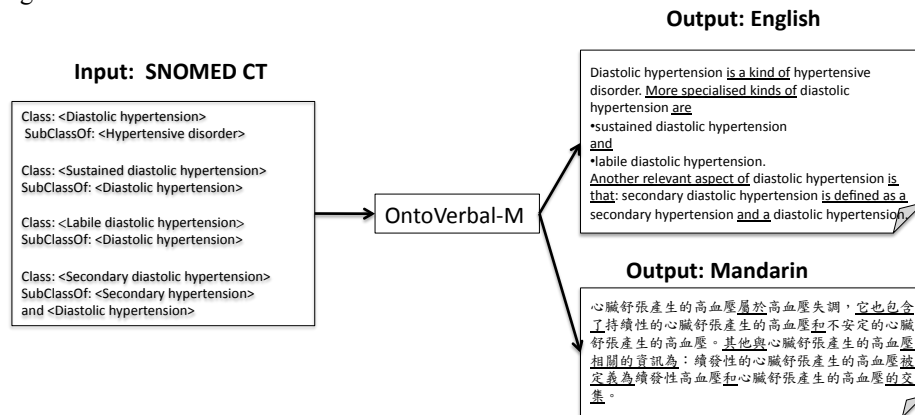 Output: English
Input: SNOMED CT
Class: <Diastolic hypertension>
SubClassOf: <Hypertensive disorder>
Class: <Sustained diastolic hypertension>
SubClassOf: <Diastolic hypertension>
Class: <Labile diastolic hypertension>
SubClassOf: <Diastolic hypertension>
Class: <Secondary diastolic hypertension>
SubClassOf: <Secondary hypertension>
and <Diastolic hypertension>
OntoVerbal-M
Diastolic hypertension is a kind of hypertensive
disorder. More specialised kinds of diastolic
hypertension are
•sustained diastolic hypertension
and
•labile diastolic hypertension.
Another relevant aspect of diastolic hypertension is
that: secondary diastolic hypertension is defined as a
secondary hypertension and a diastolic hypertension.
Output: Mandarin
心臟舒張產生的高血壓屬於高血壓失調，它也包含
了持續性的心臟舒張產生的高血壓和不安定的心臟
舒張產生的高血壓。其他與心臟舒張產生的高血壓
相關的資訊為：續發性的心臟舒張產生的高血壓被
定義為續發性高血壓和心臟舒張產生的高血壓的交
集。